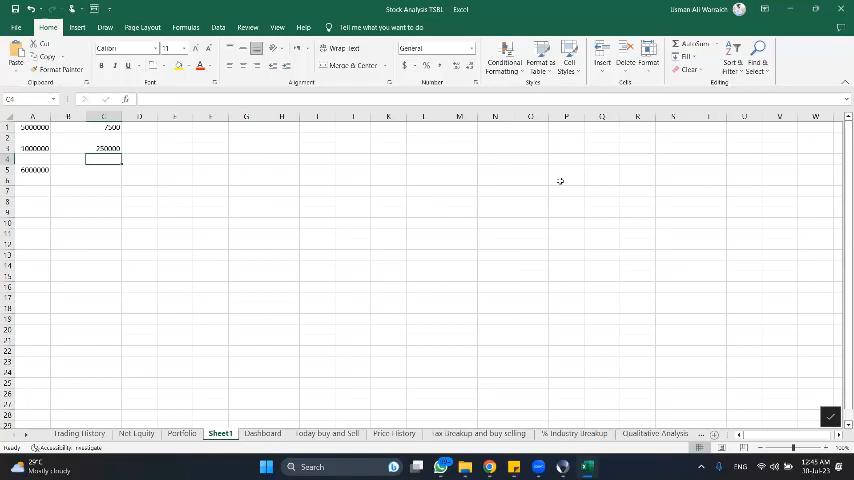 Stock Analysis TSBL - Excel
Usman Ali Warraich
File Home Insert Draw Page Layout Formulas Data Review View Help Tell me what you want to do
Paste
Cut
Copy
Format Painter
Clipboard
Calibri 11
B I U
Font
Wrap Text
Merge & Center
Alignment
General
$ % ,
Number
Conditional Formatting
Format as Table
Cell Styles
Styles
Insert Delete Format
Cells
AutoSum
Fill
Clear
Sort & Filter
Find & Select
Editing
C4
fx
A B C D E F G H I J K L M N O P Q R S T U V W
1 5000000 7500
2
3 1000000 250000
4
5 6000000
6
7
8
9
10
11
12
13
14
15
16
17
18
19
20
21
22
23
24
25
26
27
28
29
Trading History Net Equity Portfolio Sheet1 Dashboard Today buy and Sell Price History Tax Breakup and buy selling % Industry Breakup Qualitative Analysis ...
Ready Accessibility: Investigate 100%
29°C
Mostly cloudy
Search
ENG
12:45 AM
30-Jul-23